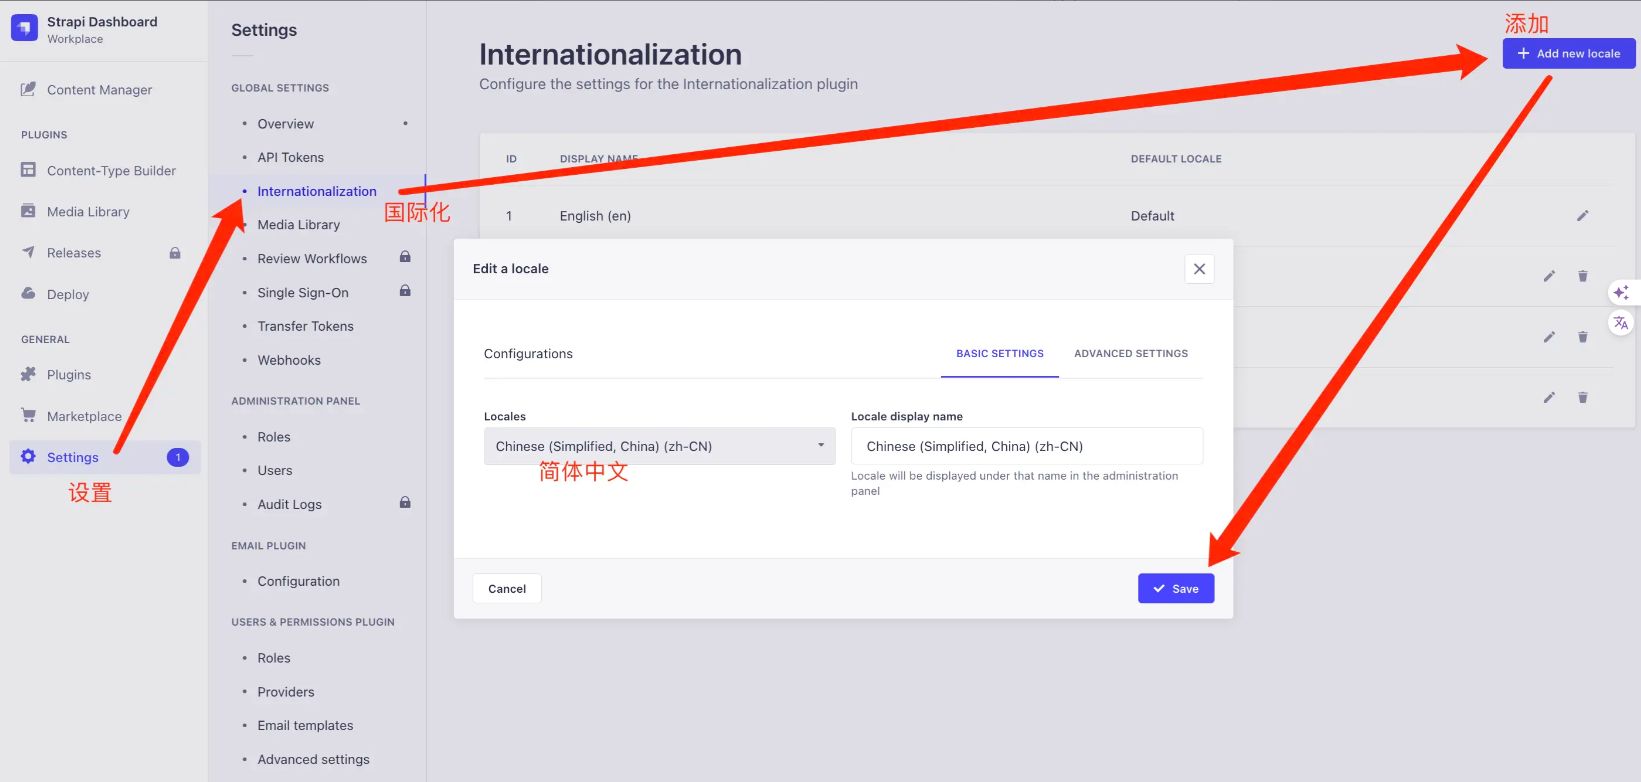 Strapi Dashboard
Workplace
Content Manager
PLUGINS
Content-Type Builder
Media Library
Releases
Deploy
GENERAL
Plugins
Marketplace
Settings
1
设置
Settings
GLOBAL SETTINGS
Overview
API Tokens
Internationalization
国际化
Media Library
Review Workflows
Single Sign-On
Transfer Tokens
Webhooks
ADMINISTRATION PANEL
Roles
Users
Audit Logs
EMAIL PLUGIN
Configuration
USERS & PERMISSIONS PLUGIN
Roles
Providers
Email templates
Advanced settings
Internationalization
Configure the settings for the Internationalization plugin
添加
Add new locale
ID DISPLAY NAME DEFAULT LOCALE
1 English (en) Default
Edit a locale
Configurations
BASIC SETTINGS ADVANCED SETTINGS
Locales
Chinese (Simplified, China) (zh-CN)
简体中文
Locale display name
Chinese (Simplified, China) (zh-CN)
Locale will be displayed under that name in the administration
panel
Cancel
Save